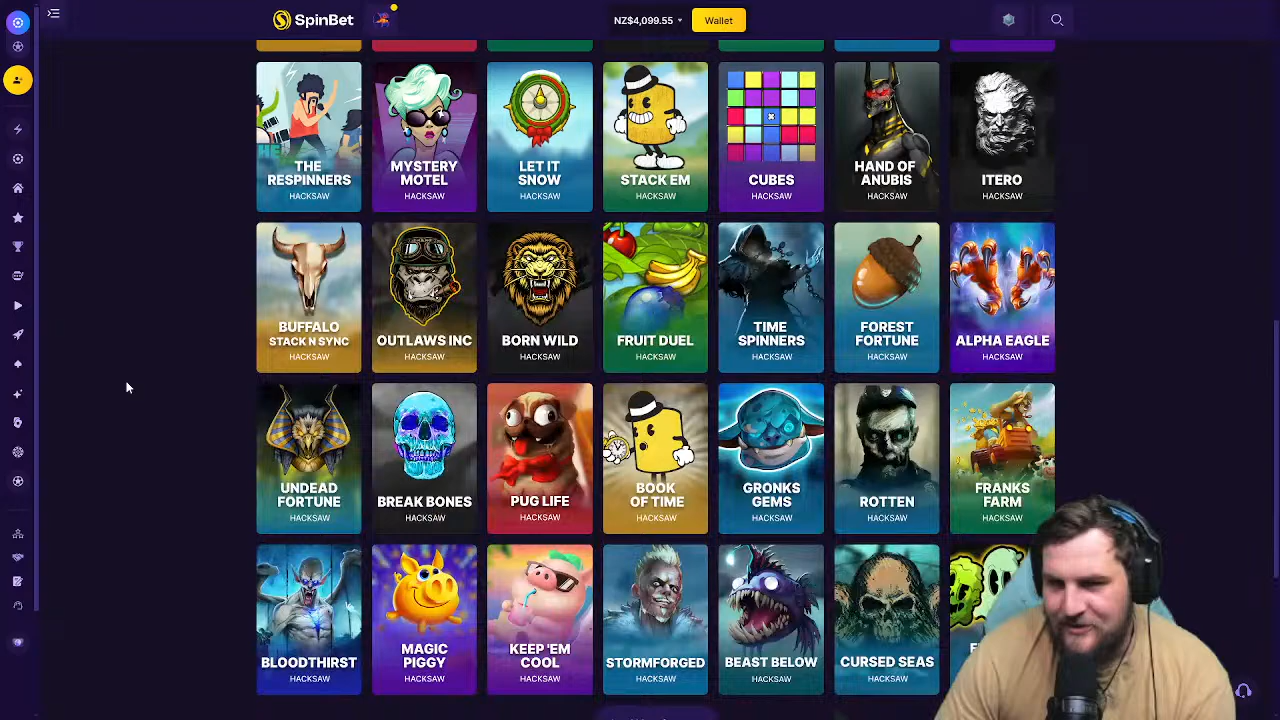 SpinBet
NZ$4,099.55
Wallet
THE
RESPINNERS
HACKSAW
MYSTERY
MOTEL
HACKSAW
LET IT
SNOW
HACKSAW
STACK EM
HACKSAW
CUBES
HACKSAW
HAND OF
ANUBIS
HACKSAW
ITERO
HACKSAW
BUFFALO
STACK N SYNC
HACKSAW
OUTLAWS INC
HACKSAW
BORN WILD
HACKSAW
FRUIT DUEL
HACKSAW
TIME
SPINNERS
HACKSAW
FOREST
FORTUNE
HACKSAW
ALPHA EAGLE
HACKSAW
UNDEAD
FORTUNE
HACKSAW
BREAK BONES
HACKSAW
PUG LIFE
HACKSAW
BOOK
OF TIME
HACKSAW
GRONKS
GEMS
HACKSAW
ROTTEN
HACKSAW
FRANKS
FARM
HACKSAW
BLOODTHIRST
HACKSAW
MAGIC
PIGGY
HACKSAW
KEEP 'EM
COOL
HACKSAW
STORMFORGED
HACKSAW
BEAST BELOW
HACKSAW
CURSED SEAS
HACKSAW